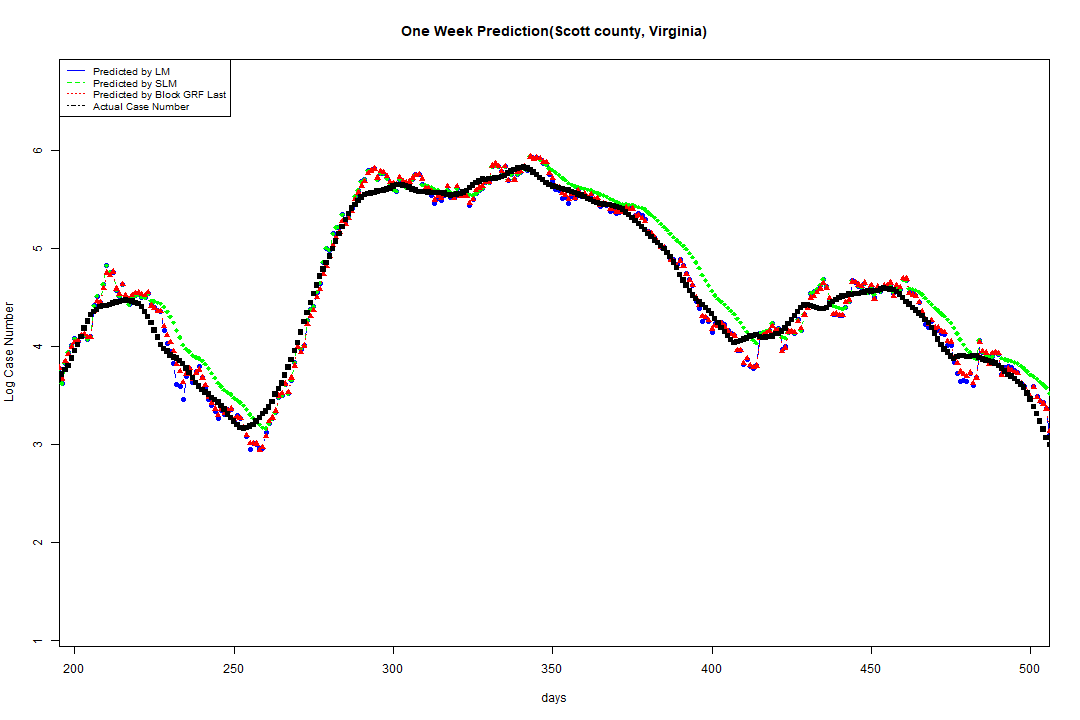 One Week Prediction(Scott county, Virginia)
Predicted by LM
Predicted by SLM
Predicted by Block GRF Last
Actual Case Number
Log Case Number
6
5
4
3
2
1
200 250 300 350 400 450 500
days